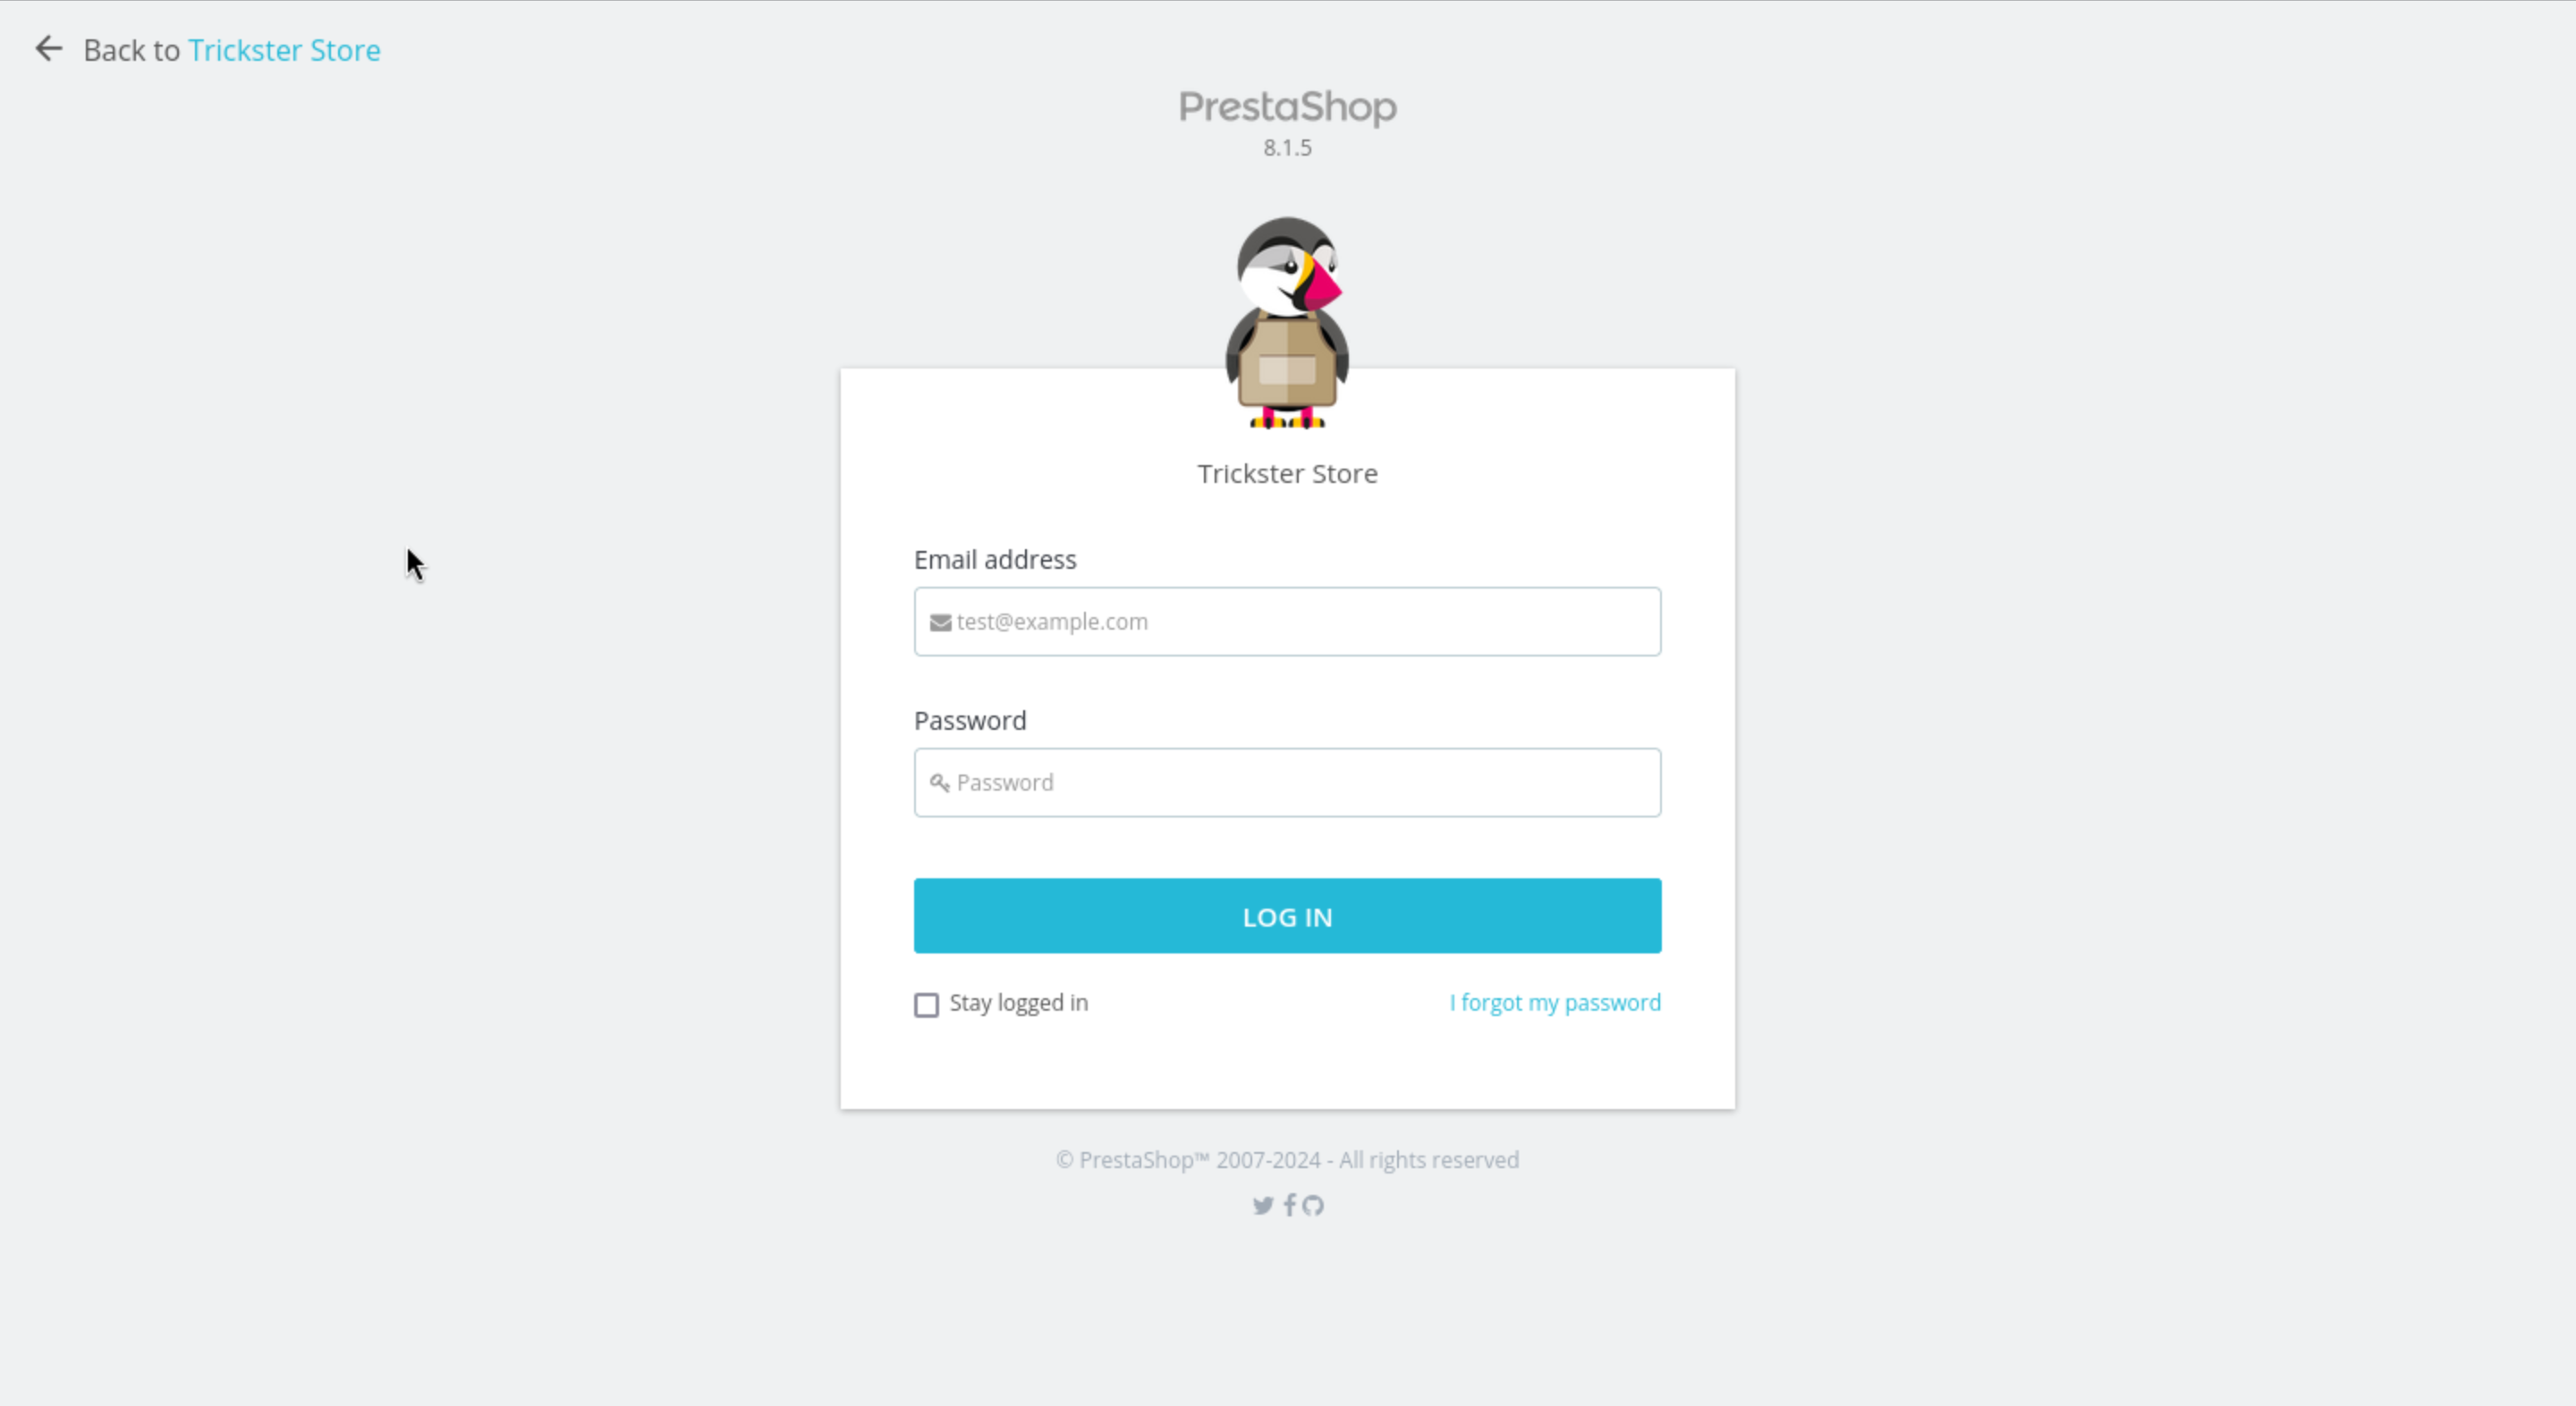 Back to Trickster Store
PrestaShop
8.1.5
Trickster Store
Email address
test@example.com
Password
Password
LOG IN
Stay logged in
I forgot my password
© PrestaShop™ 2007-2024 - All rights reserved